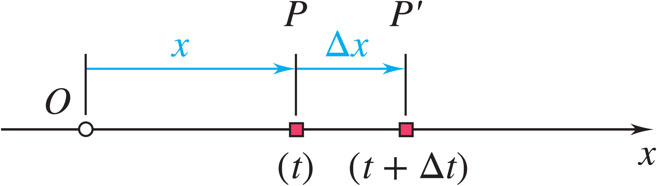 P P′
x Δx
O
x
(t) (t + Δt)